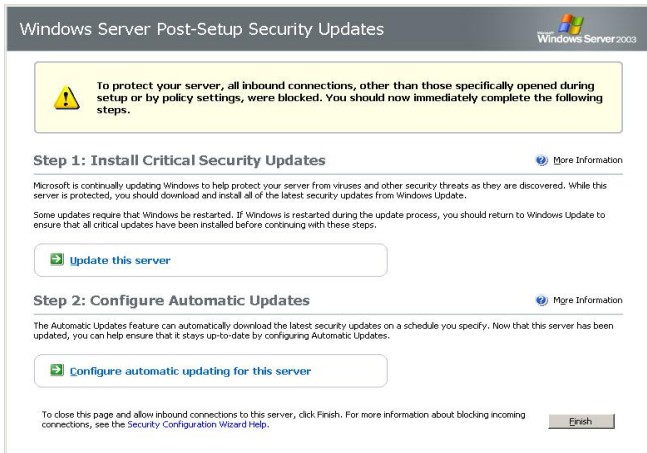 Windows Server Post-Setup Security Updates
Microsoft
Windows Server 2003
To protect your server, all inbound connections, other than those specifically opened during
setup or by policy settings, were blocked. You should now immediately complete the following
steps.
Step 1: Install Critical Security Updates
More Information
Microsoft is continually updating Windows to help protect your server from viruses and other security threats as they are discovered. While this
server is protected, you should download and install all of the latest security updates from Windows Update.
Some updates require that Windows be restarted. If Windows is restarted during the update process, you should return to Windows Update to
ensure that all critical updates have been installed before continuing with these steps.
Update this server
Step 2: Configure Automatic Updates
More Information
The Automatic Updates feature can automatically download the latest security updates on a schedule you specify. Now that this server has been
updated, you can help ensure that it stays up-to-date by configuring Automatic Updates.
Configure automatic updating for this server
To close this page and allow inbound connections to this server, click Finish. For more information about blocking incoming
connections, see the Security Configuration Wizard Help.
Finish